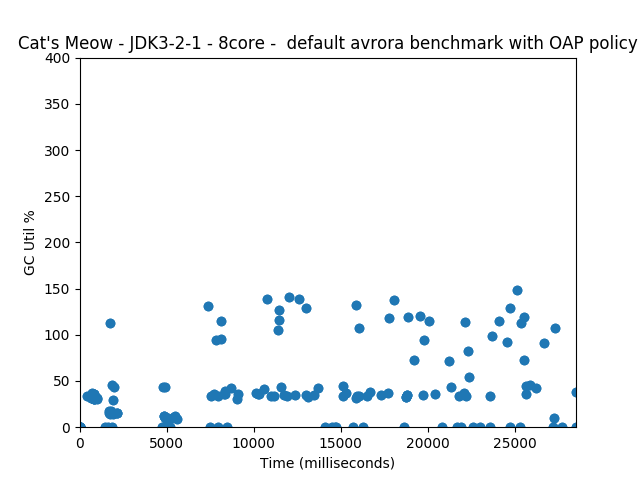 Cat's Meow - JDK3-2-1 - 8core -  default avrora benchmark with OAP policy
400
350
300
250
200
150
100
50
0
GC Util %
0 5000 10000 15000 20000 25000
Time (milliseconds)